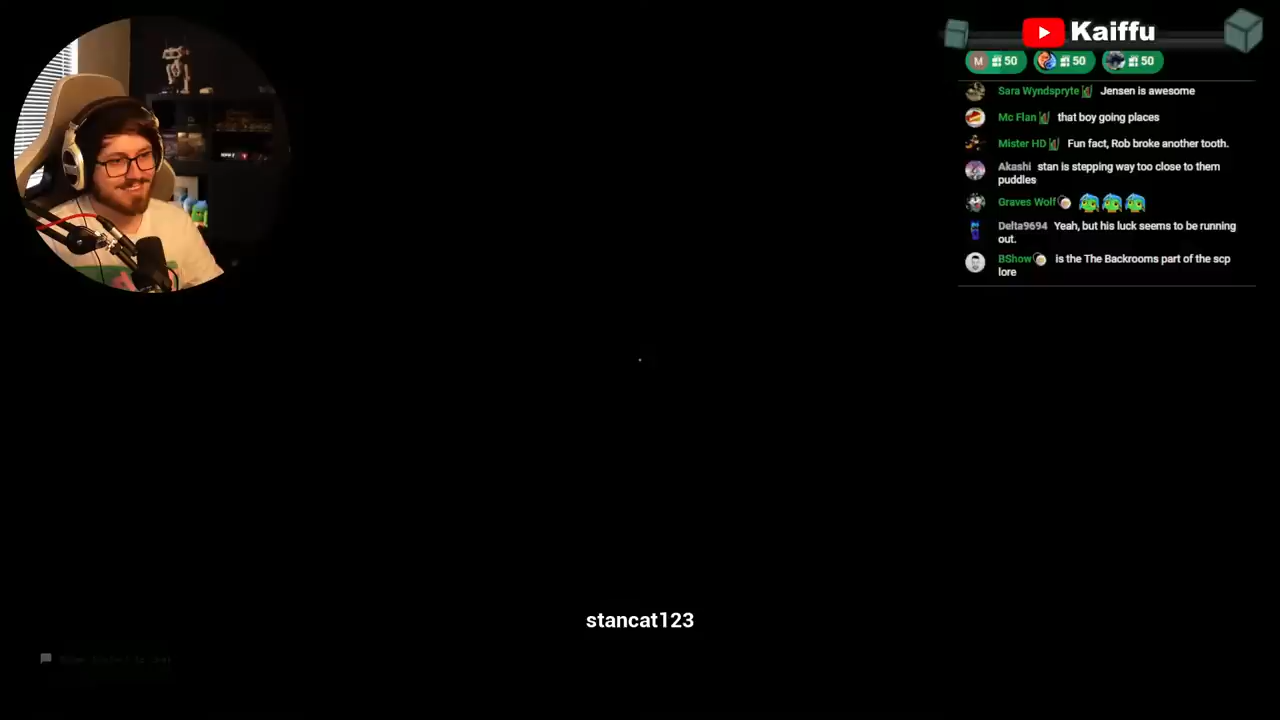 Kaiffu
M 50
50
50
Sara Wyndspryte Jensen is awesome
Mc Flan that boy going places
Mister HD Fun fact, Rob broke another tooth.
Akashi stan is stepping way too close to them
puddles
Graves Wolf
Delta9694 Yeah, but his luck seems to be running
out.
BShow is the The Backrooms part of the scp
lore
stancat123